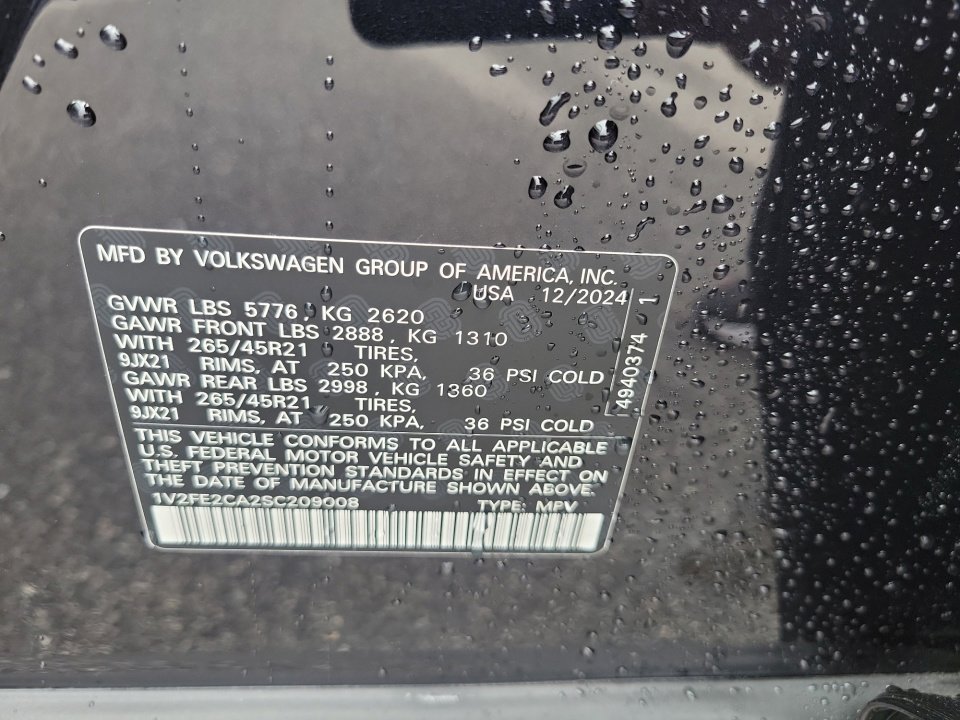 MFD BY VOLKSWAGEN GROUP OF AMERICA, INC.
USA 12/2024
GVWR LBS 5776, KG 2620
GAWR FRONT LBS 2888, KG 1310
WITH 265/45R21 TIRES,
9JX21 RIMS, AT 250 KPA, 36 PSI COLD
GAWR REAR LBS 2998, KG 1360
WITH 265/45R21 TIRES,
9JX21 RIMS, AT 250 KPA, 36 PSI COLD
4940374 1
THIS VEHICLE CONFORMS TO ALL APPLICABLE
U.S. FEDERAL MOTOR VEHICLE SAFETY AND
THEFT PREVENTION STANDARDS IN EFFECT ON
THE DATE OF MANUFACTURE SHOWN ABOVE.
1V2FE2CA2SC209008 TYPE: MPV